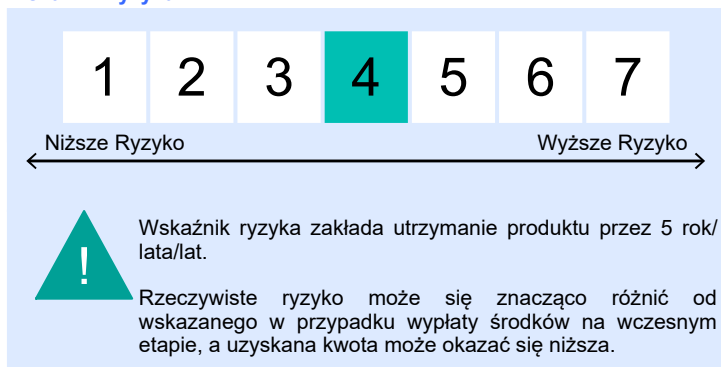 1 2 3 4 5 6 7
Niższe Ryzyko Wyższe Ryzyko
!
Wskaźnik ryzyka zakłada utrzymanie produktu przez 5 rok/
lata/lat.
Rzeczywiste ryzyko może się znacząco różnić od
wskazanego w przypadku wypłaty środków na wczesnym
etapie, a uzyskana kwota może okazać się niższa.